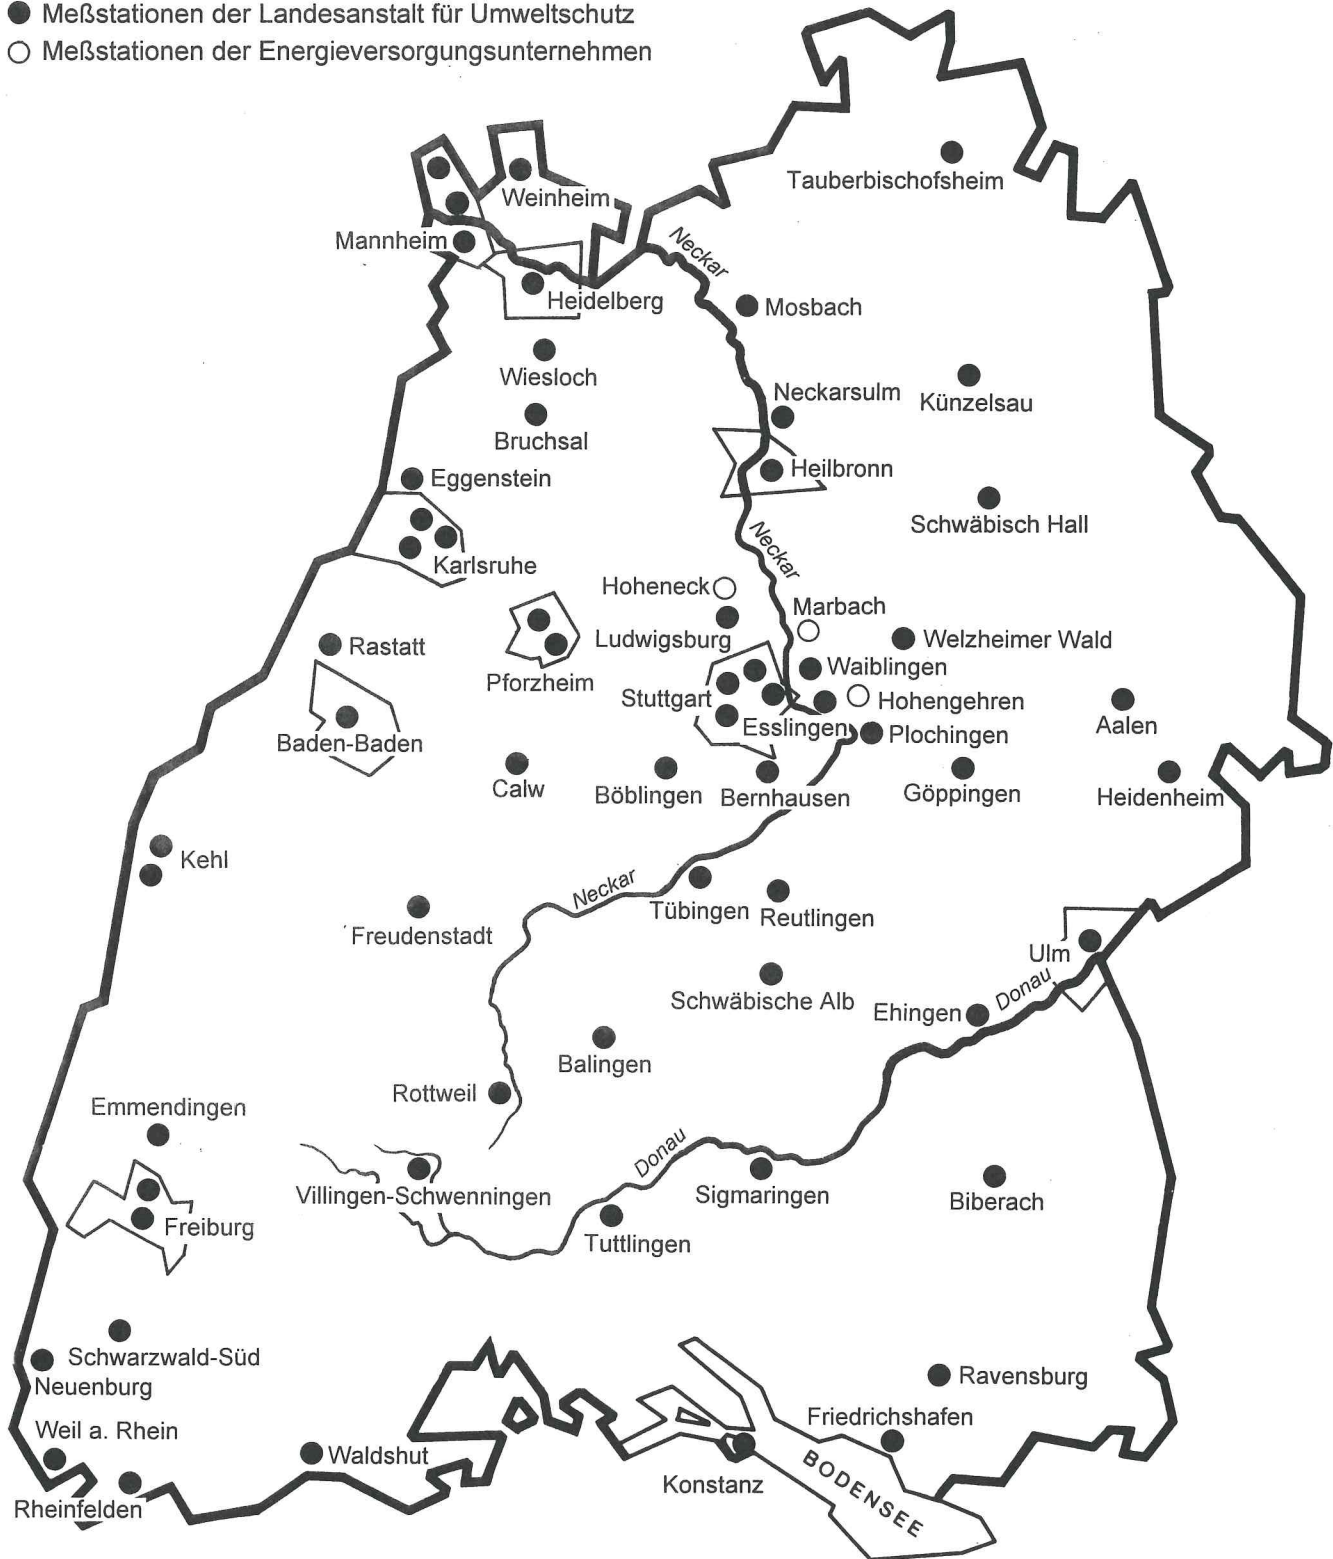 Meßstationen der Landesanstalt für Umweltschutz
Meßstationen der Energieversorgungsunternehmen
Tauberbischofsheim
Weinheim
Mannheim
Neckar
Heidelberg
Mosbach
Wiesloch
Neckarsulm
Künzelsau
Bruchsal
Heilbronn
Eggenstein
Schwäbisch Hall
Neckar
Karlsruhe
Hoheneck
Marbach
Ludwigsburg
Welzheimer Wald
Rastatt
Waiblingen
Pforzheim
Stuttgart
Hohengehren
Esslingen
Aalen
Plochingen
Baden-Baden
Calw
Böblingen
Bernhausen
Göppingen
Heidenheim
Kehl
Neckar
Tübingen
Reutlingen
Freudenstadt
Ulm
Donau
Schwäbische Alb
Ehingen
Balingen
Rottweil
Emmendingen
Donau
Villingen-Schwenningen
Sigmaringen
Biberach
Freiburg
Tuttlingen
Schwarzwald-Süd
Neuenburg
Ravensburg
Friedrichshafen
Weil a. Rhein
Waldshut
Konstanz
BODENSEE
Rheinfelden